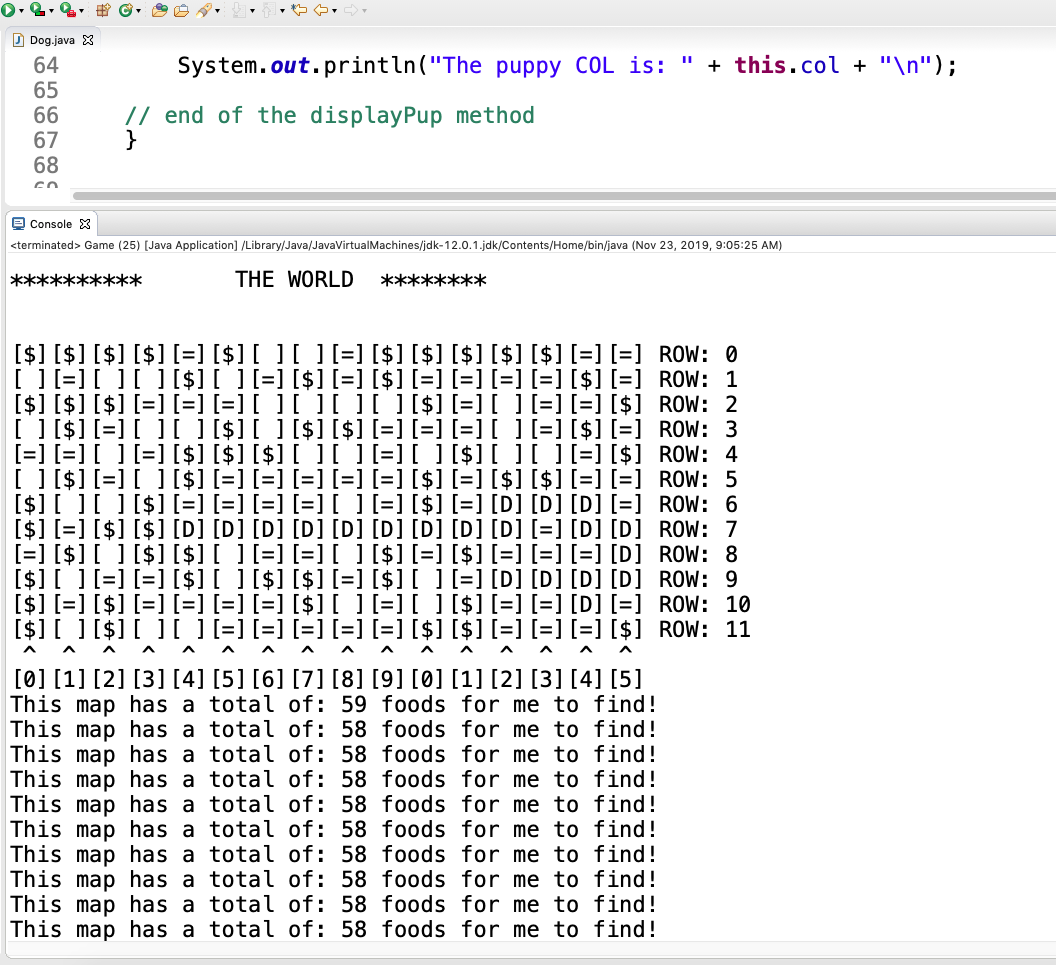 Dog.java
64 System.out.println("The puppy COL is: " + this.col + "\n");
65
66 // end of the displayPup method
67 }
68
69
Console
<terminated> Game (25) [Java Application] /Library/Java/JavaVirtualMachines/jdk-12.0.1.jdk/Contents/Home/bin/java (Nov 23, 2019, 9:05:25 AM)
********** THE WORLD ********
[$][$][$][$][=][$][ ][ ][=][$][$][$][$][$][=][=] ROW: 0
[ ][=][ ][ ][$][ ][=][$][=][$][=][=][=][=][$][=] ROW: 1
[$][$][$][=][=][=][ ][ ][ ][ ][$][=][ ][=][=][$] ROW: 2
[ ][$][=][ ][ ][$][ ][$][$][=][=][=][ ][=][$][=] ROW: 3
[=][=][ ][=][$][$][$][ ][ ][=][ ][$][ ][ ][=][$] ROW: 4
[ ][$][=][ ][$][=][=][=][=][=][$][=][$][$][=][=] ROW: 5
[$][ ][ ][$][=][=][=][=][ ][=][$][=][D][D][D][=] ROW: 6
[$][=][$][$][D][D][D][D][D][D][D][D][D][=][D][D] ROW: 7
[=][$][ ][$][$][ ][=][=][ ][$][=][$][=][=][=][D] ROW: 8
[$][ ][=][=][$][ ][$][$][=][$][ ][=][D][D][D][D] ROW: 9
[$][=][$][=][=][=][=][$][ ][=][ ][$][=][=][D][=] ROW: 10
[$][ ][$][ ][ ][=][=][=][=][=][$][$][=][=][=][$] ROW: 11
^ ^ ^ ^ ^ ^ ^ ^ ^ ^ ^ ^ ^ ^ ^ ^
[0][1][2][3][4][5][6][7][8][9][0][1][2][3][4][5]
This map has a total of: 59 foods for me to find!
This map has a total of: 58 foods for me to find!
This map has a total of: 58 foods for me to find!
This map has a total of: 58 foods for me to find!
This map has a total of: 58 foods for me to find!
This map has a total of: 58 foods for me to find!
This map has a total of: 58 foods for me to find!
This map has a total of: 58 foods for me to find!
This map has a total of: 58 foods for me to find!
This map has a total of: 58 foods for me to find!